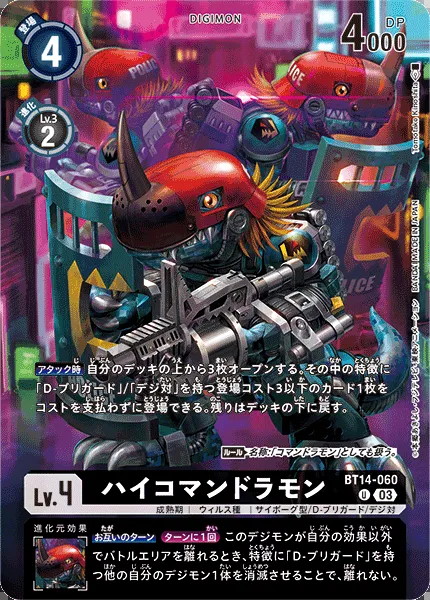 DIGIMON
登場
4
DP
4000
進化
Lv.3
2
POLICE
POLICE
Tomotake Kinoshita
BANDAI MADE IN JAPAN
POLICE
アタック時 自分のデッキの上から3枚オープンする。その中の特徴に
「D-ブリガード」/「デジ対」を持つ登場コスト3以下のカード1枚を
コストを支払わずに登場できる。残りはデッキの下に戻す。
ルール 名称:「コマンドラモン」としても扱う。
Lv.4 ハイコマンドラモン BT14-060
U 03
成熟期 / ウィルス種 / サイボーグ型/D-ブリガード/デジ対
進化元効果
お互いのターン ターンに1回 このデジモンが自分の効果以外
でバトルエリアを離れるとき、特徴に「D-ブリガード」を持
つ他の自分のデジモン1体を消滅させることで、離れない。